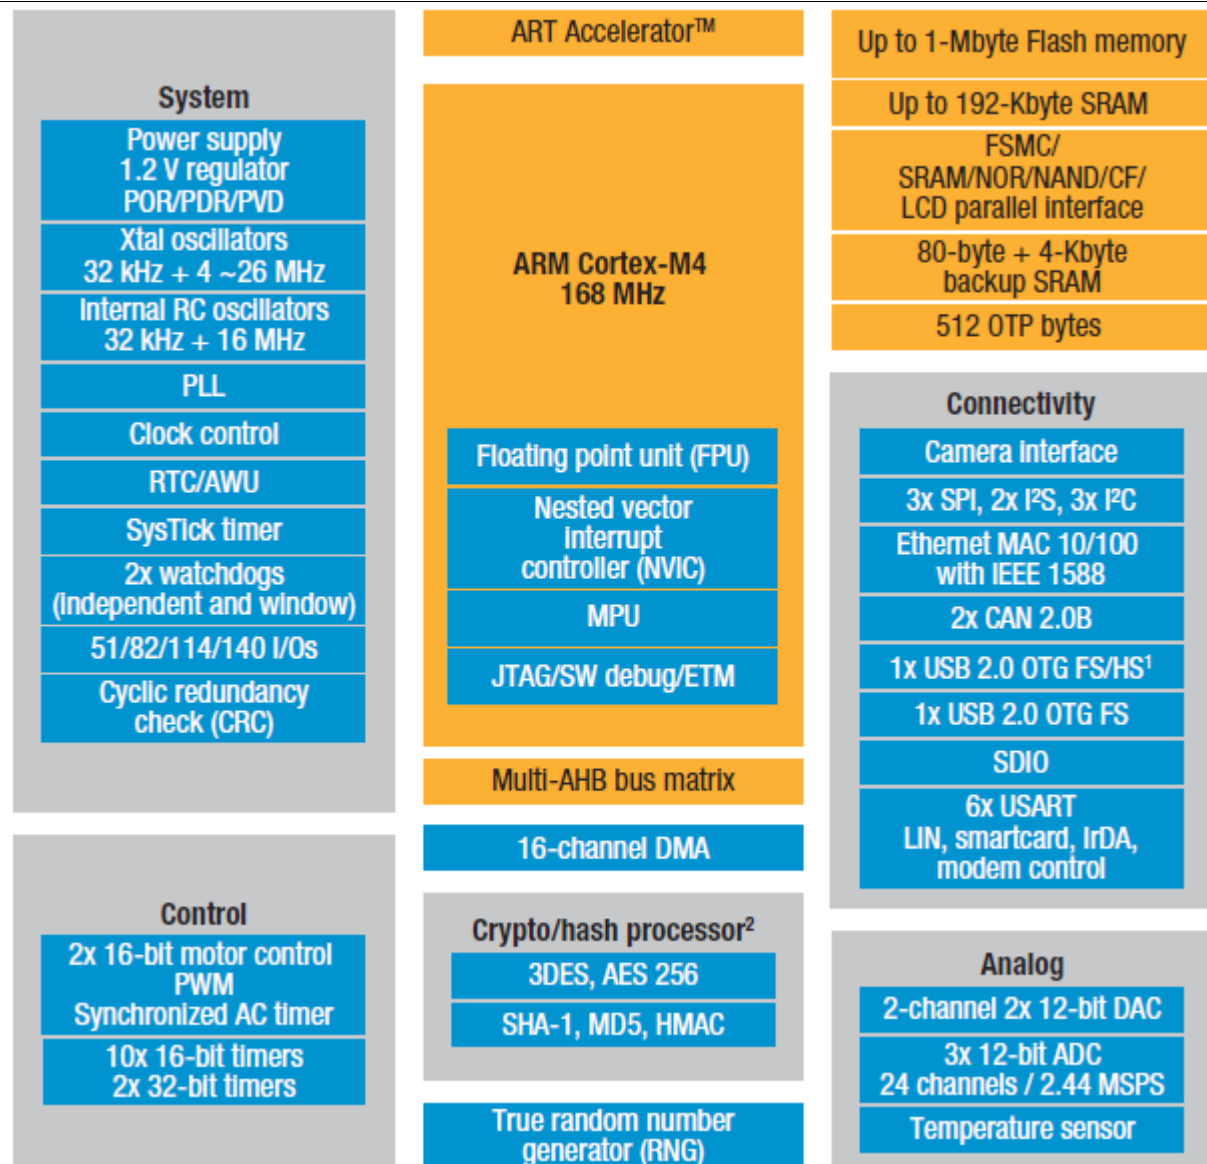 System
Power supply
1.2 V regulator
POR/PDR/PVD
Xtal oscillators
32 kHz + 4 ~26 MHz
Internal RC oscillators
32 kHz + 16 MHz
PLL
Clock control
RTC/AWU
SysTick timer
2x watchdogs
(independent and window)
51/82/114/140 I/Os
Cyclic redundancy
check (CRC)
Control
2x 16-bit motor control
PWM
Synchronized AC timer
10x 16-bit timers
2x 32-bit timers
ART Accelerator™
ARM Cortex-M4
168 MHz
Floating point unit (FPU)
Nested vector
interrupt
controller (NVIC)
MPU
JTAG/SW debug/ETM
Multi-AHB bus matrix
16-channel DMA
Crypto/hash processor²
3DES, AES 256
SHA-1, MD5, HMAC
True random number
generator (RNG)
Up to 1-Mbyte Flash memory
Up to 192-Kbyte SRAM
FSMC/
SRAM/NOR/NAND/CF/
LCD parallel interface
80-byte + 4-Kbyte
backup SRAM
512 OTP bytes
Connectivity
Camera interface
3x SPI, 2x I²S, 3x I²C
Ethernet MAC 10/100
with IEEE 1588
2x CAN 2.0B
1x USB 2.0 OTG FS/HS¹
1x USB 2.0 OTG FS
SDIO
6x USART
LIN, smartcard, IrDA,
modem control
Analog
2-channel 2x 12-bit DAC
3x 12-bit ADC
24 channels / 2.44 MSPS
Temperature sensor